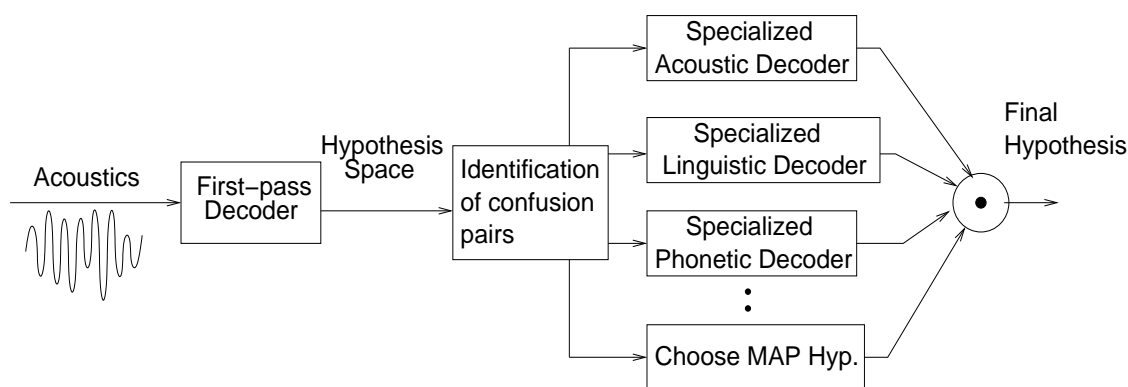 Acoustics
First-pass
Decoder
Hypothesis
Space
Identification
of confusion
pairs
Specialized
Acoustic Decoder
Specialized
Linguistic Decoder
Specialized
Phonetic Decoder
Choose MAP Hyp.
Final
Hypothesis